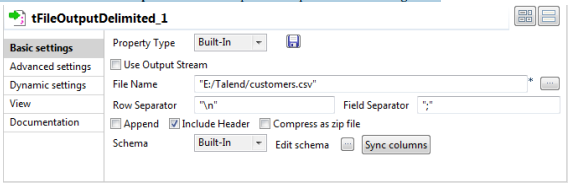 tFileOutputDelimited_1
Basic settings
Advanced settings
Dynamic settings
View
Documentation
Property Type Built-In
Use Output Stream
File Name "E:/Talend/customers.csv" * ...
Row Separator "\n" Field Separator ";"
Append Include Header Compress as zip file
Schema Built-In Edit schema ... Sync columns